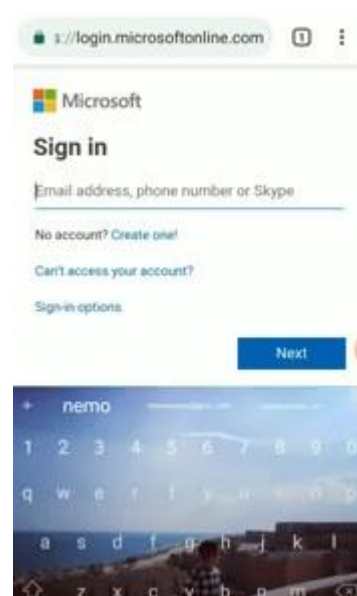 s://login.microsoftonline.com 1
Microsoft
Sign in
Email address, phone number or Skype
No account? Create one!
Can't access your account?
Sign-in options
Next
+ nemo
1 2 3 4 5 6 7 8 9 0
q w e r t y u i o p
a s d f g h j k l
z x c v b n m